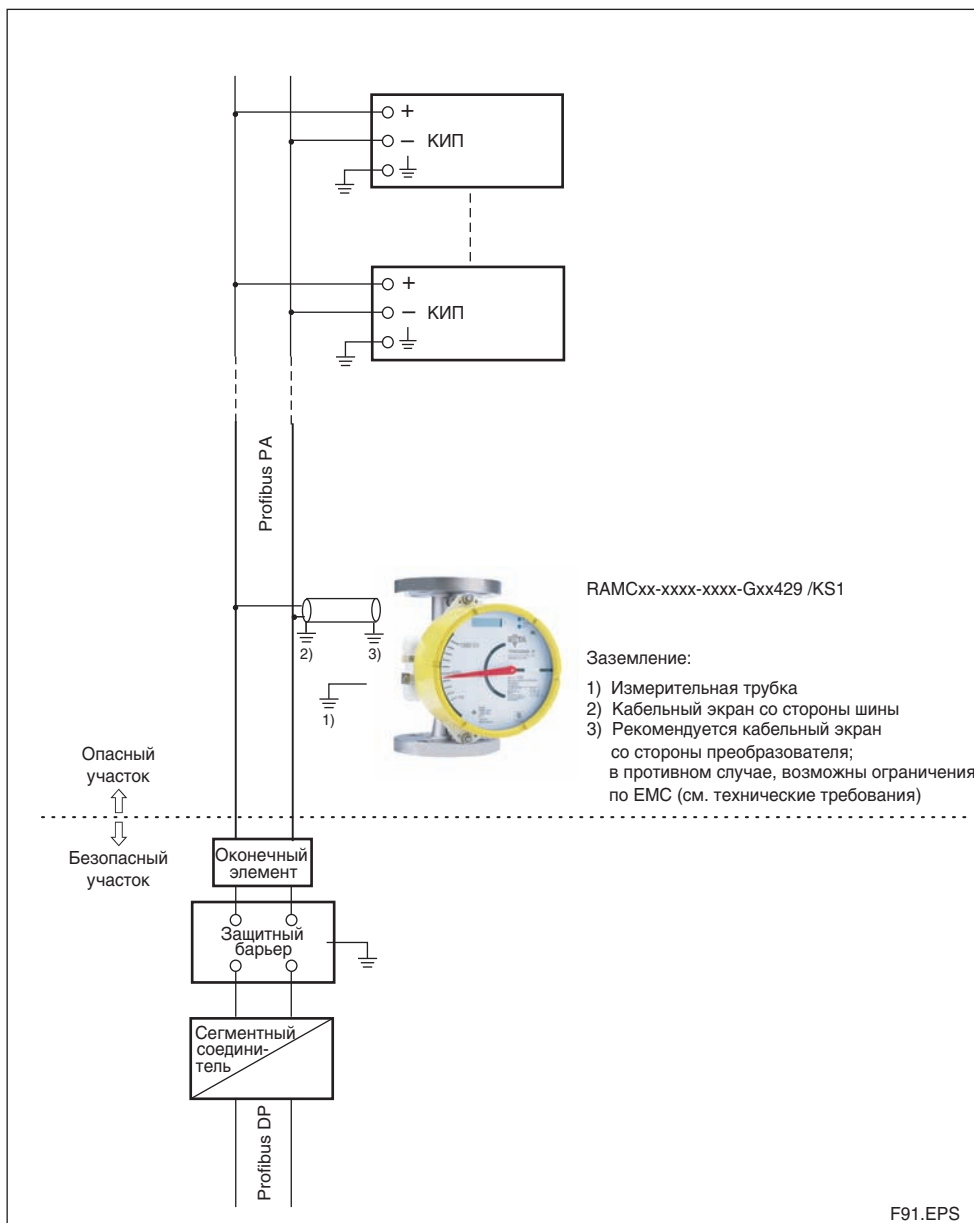 +
− КИП
+
− КИП
Profibus PA
RAMCxx-xxxx-xxxx-Gxx429 /KS1
2)
3)
1)
Заземление:
1) Измерительная трубка
2) Кабельный экран со стороны шины
3) Рекомендуется кабельный экран
со стороны преобразователя;
в противном случае, возможны ограничения
по EMC (см. технические требования)
Опасный
участок
Безопасный
участок
Оконечный
элемент
Защитный
барьер
Сегментный
соедини-
тель
Profibus DP
F91.EPS